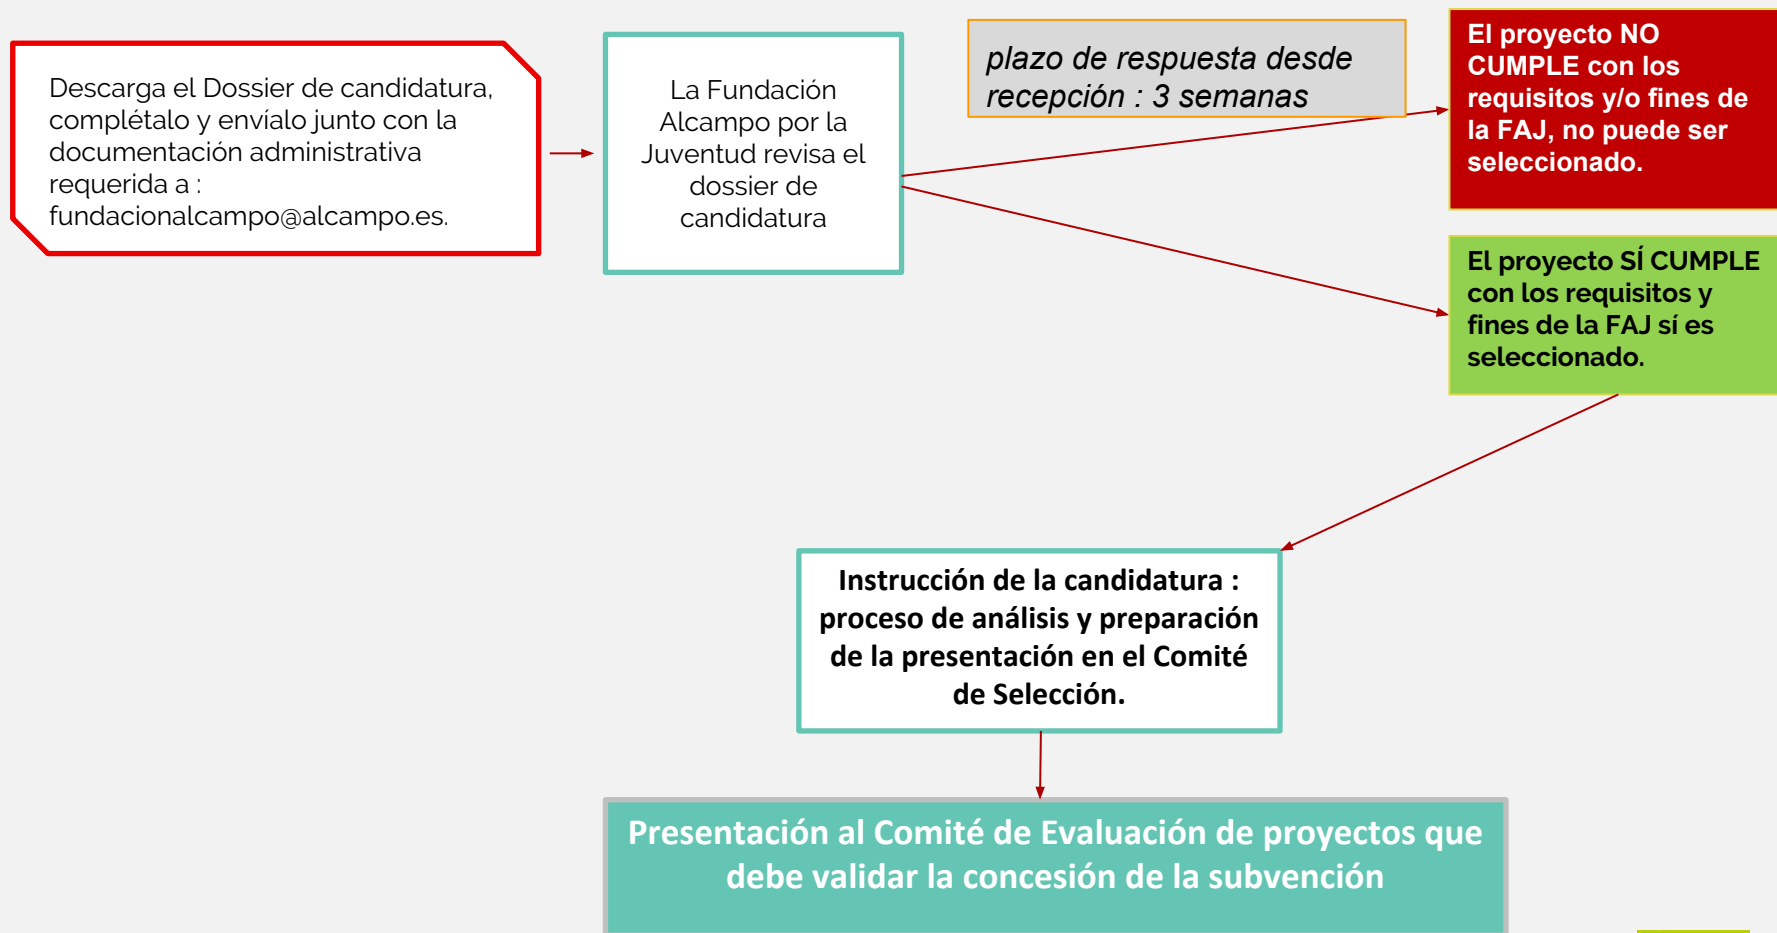 Descarga el Dossier de candidatura,
complétalo y envíalo junto con la
documentación administrativa
requerida a :
fundacionalcampo@alcampo.es.
La Fundación
Alcampo por la
Juventud revisa el
dossier de
candidatura
plazo de respuesta desde
recepción : 3 semanas
El proyecto NO
CUMPLE con los
requisitos y/o fines de
la FAJ, no puede ser
seleccionado.
El proyecto SÍ CUMPLE
con los requisitos y
fines de la FAJ sí es
seleccionado.
Instrucción de la candidatura :
proceso de análisis y preparación
de la presentación en el Comité
de Selección.
Presentación al Comité de Evaluación de proyectos que
debe validar la concesión de la subvención